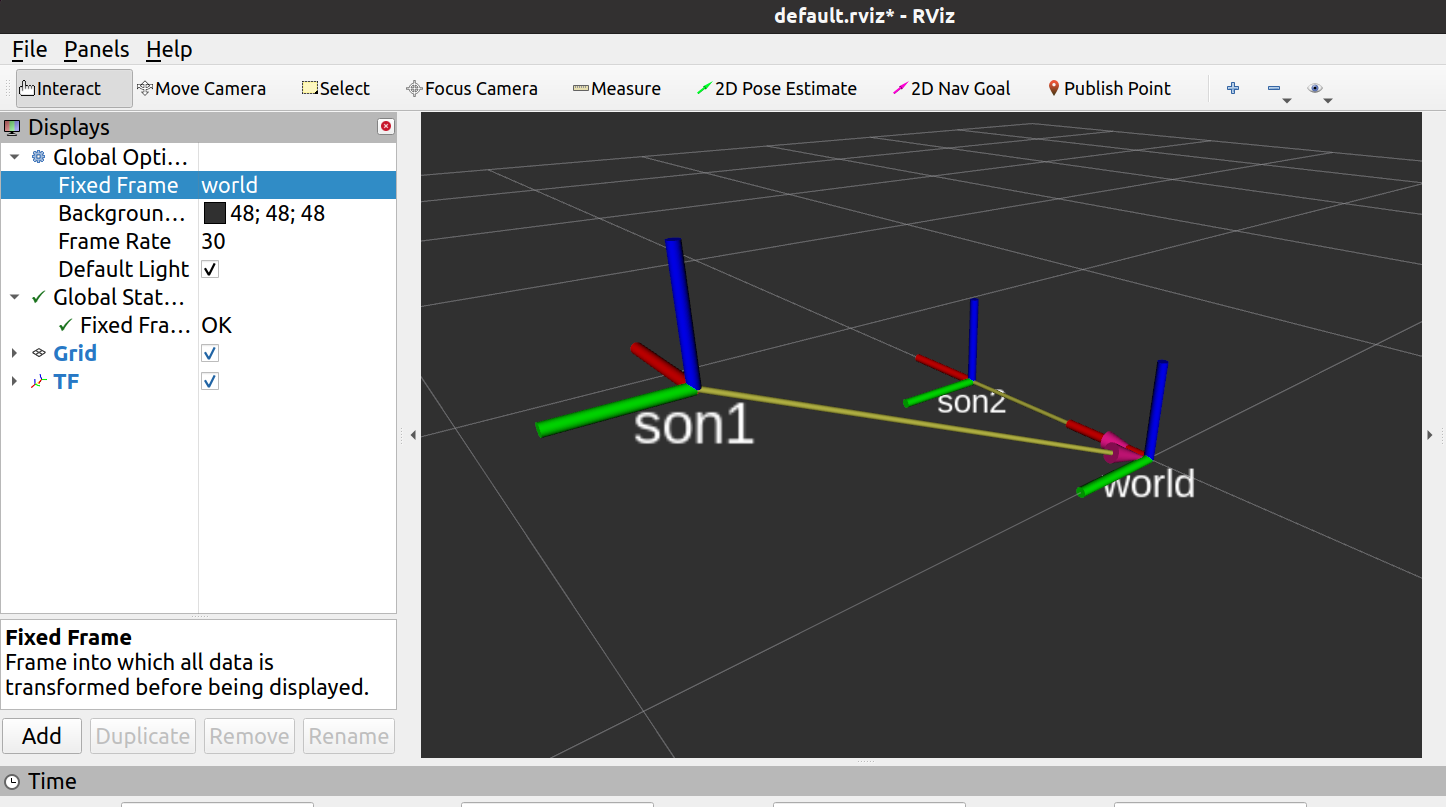 default.rviz* - RViz
File Panels Help
Interact Move Camera Select Focus Camera Measure 2D Pose Estimate 2D Nav Goal Publish Point
Displays
Global Opti...
Fixed Frame world
Backgroun... 48; 48; 48
Frame Rate 30
Default Light
Global Stat...
Fixed Fra... OK
Grid
TF
son1
son2
world
Fixed Frame
Frame into which all data is
transformed before being displayed.
Add Duplicate Remove Rename
Time